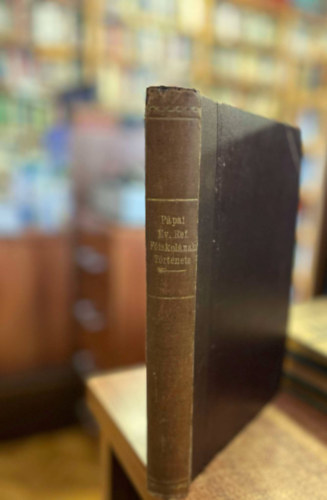 Pápai
Ev. Ref
Főiskolának
Története